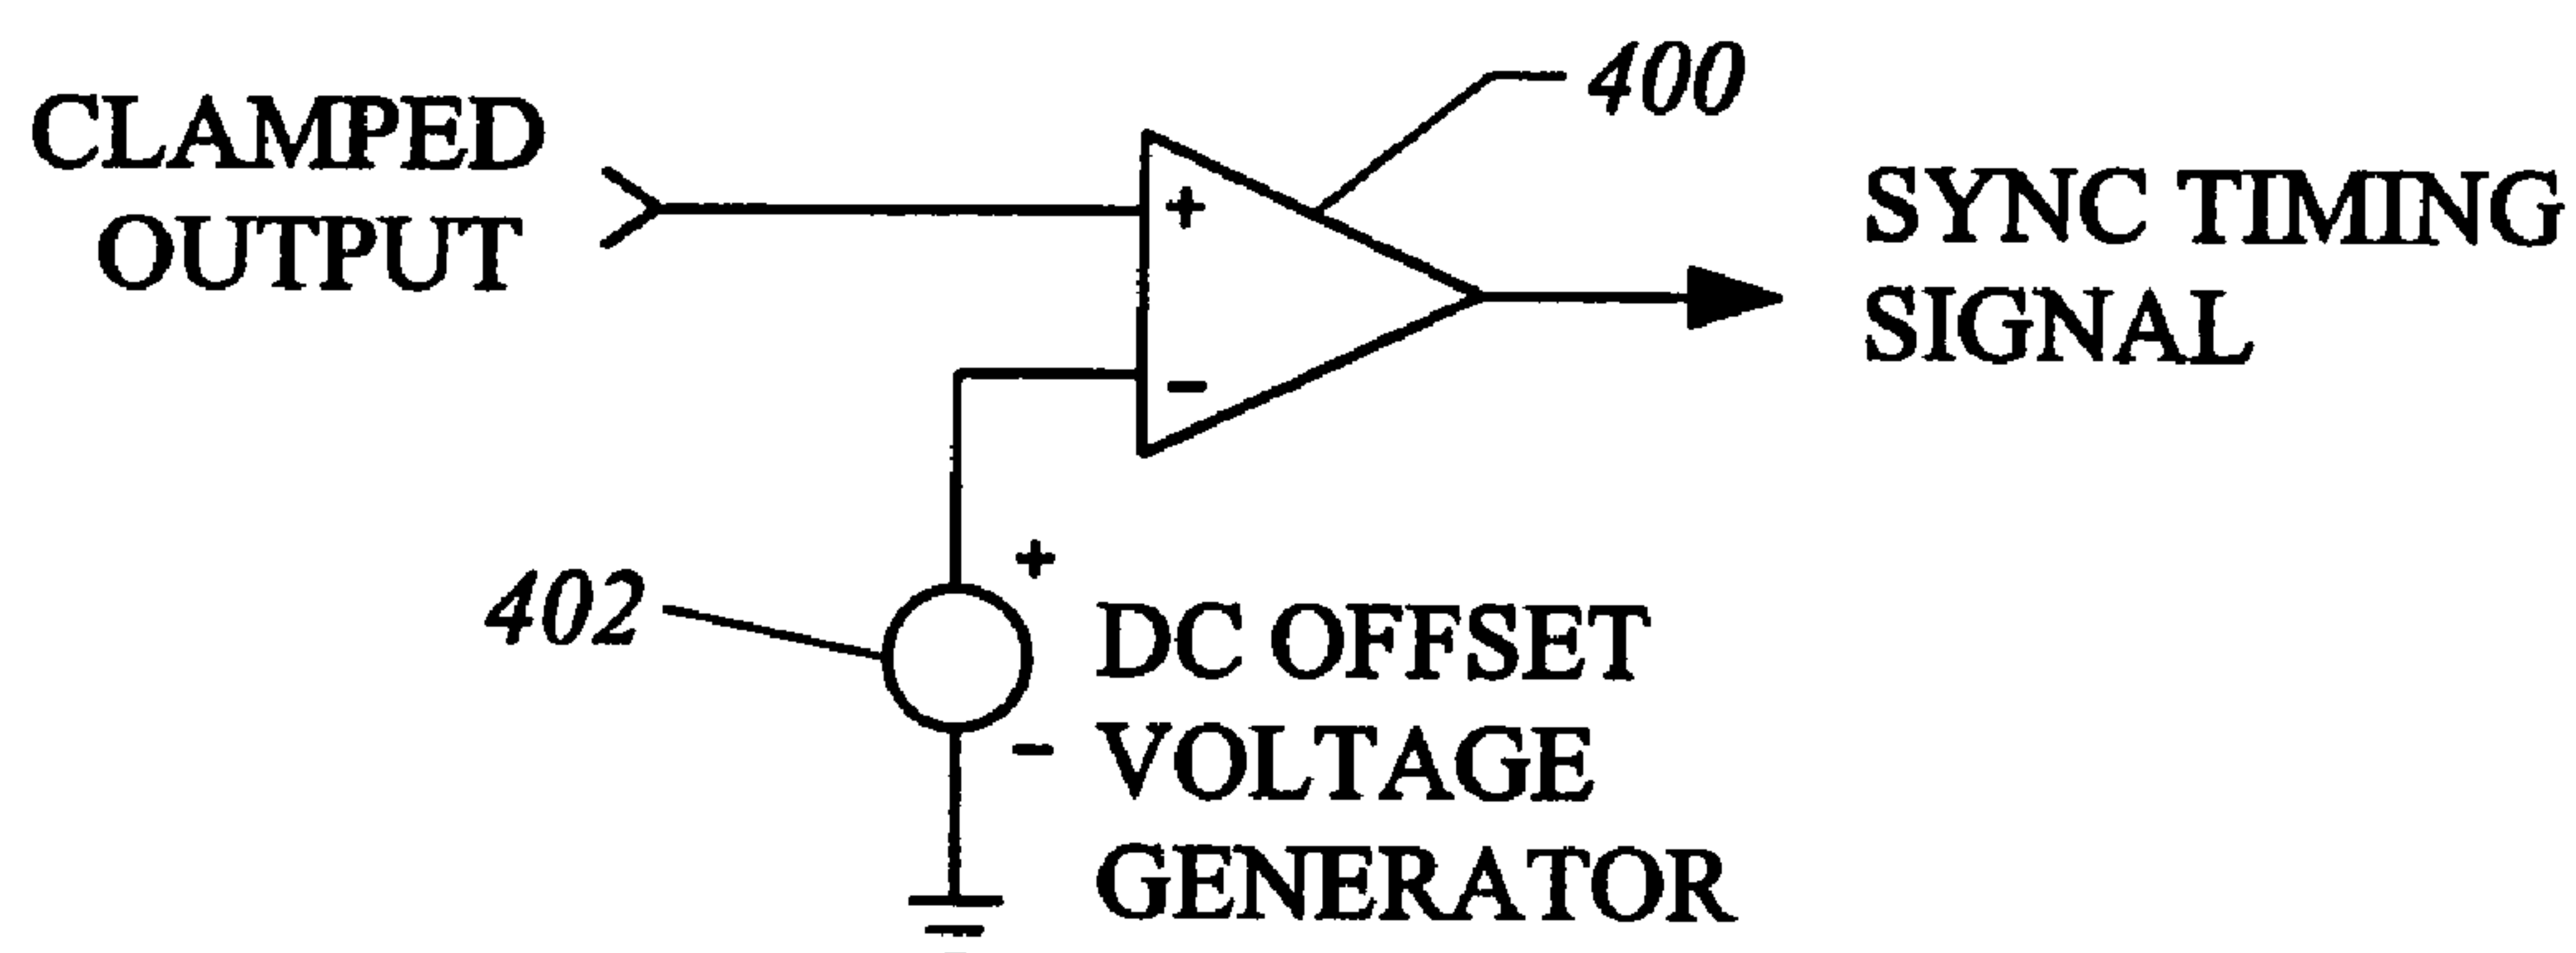 400
CLAMPED
OUTPUT
+
-
SYNC TIMING
SIGNAL
402
+
-
DC OFFSET
VOLTAGE
GENERATOR